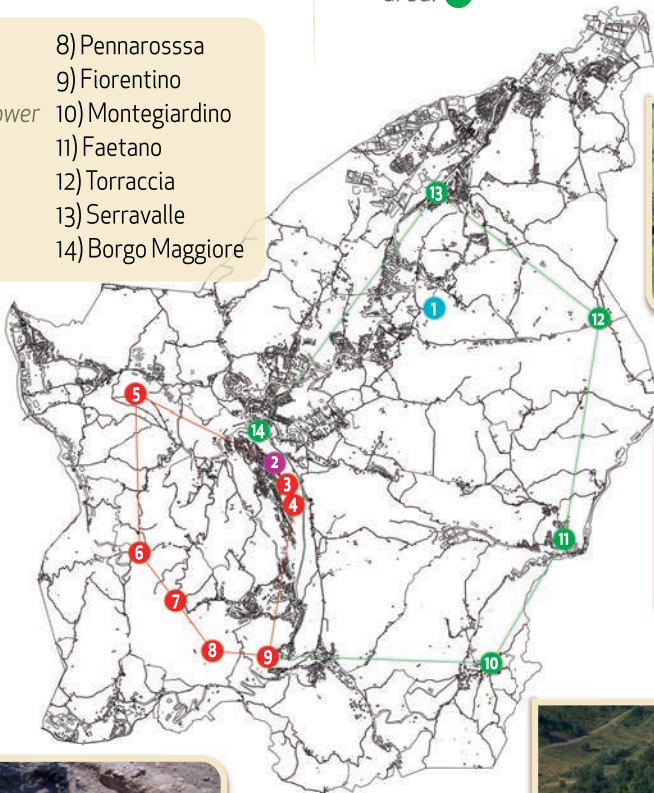 area.
8) Pennarosssa
9) Fiorentino
ower 10) Montegiardino
11) Faetano
12) Torraccia
13) Serravalle
14) Borgo Maggiore
13
1
12
5
14
2
3
4
11
6
7
8
9
10